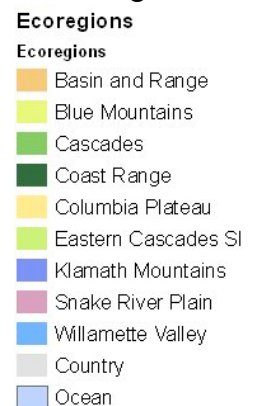 Ecoregions
Ecoregions
Basin and Range
Blue Mountains
Cascades
Coast Range
Columbia Plateau
Eastern Cascades Sl
Klamath Mountains
Snake River Plain
Willamette Valley
Country
Ocean